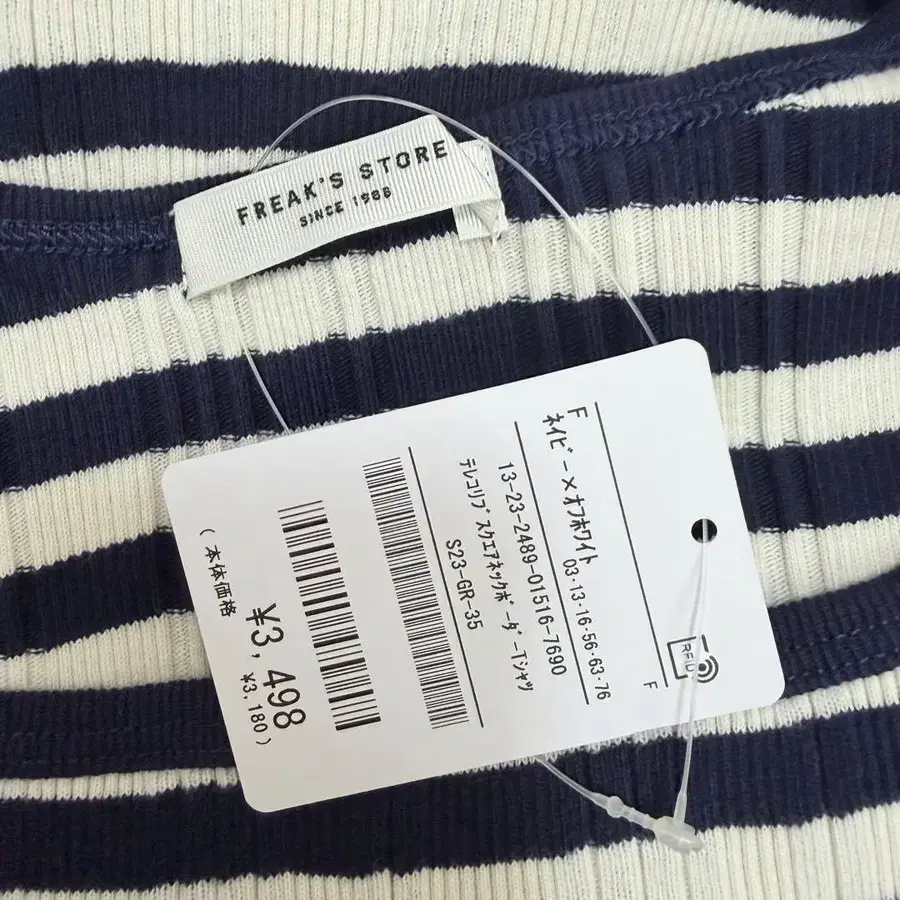 FREAK'S STORE
SINCE 1986
RFID
F
F
ネイビー×オフホワイト
03・13・16・56・63・76
13-23-2489-01516-7690
テレコリブスクエアネックボーダーTシャツ
S23-GR-35
¥3,498
(本体価格 ¥3,180)